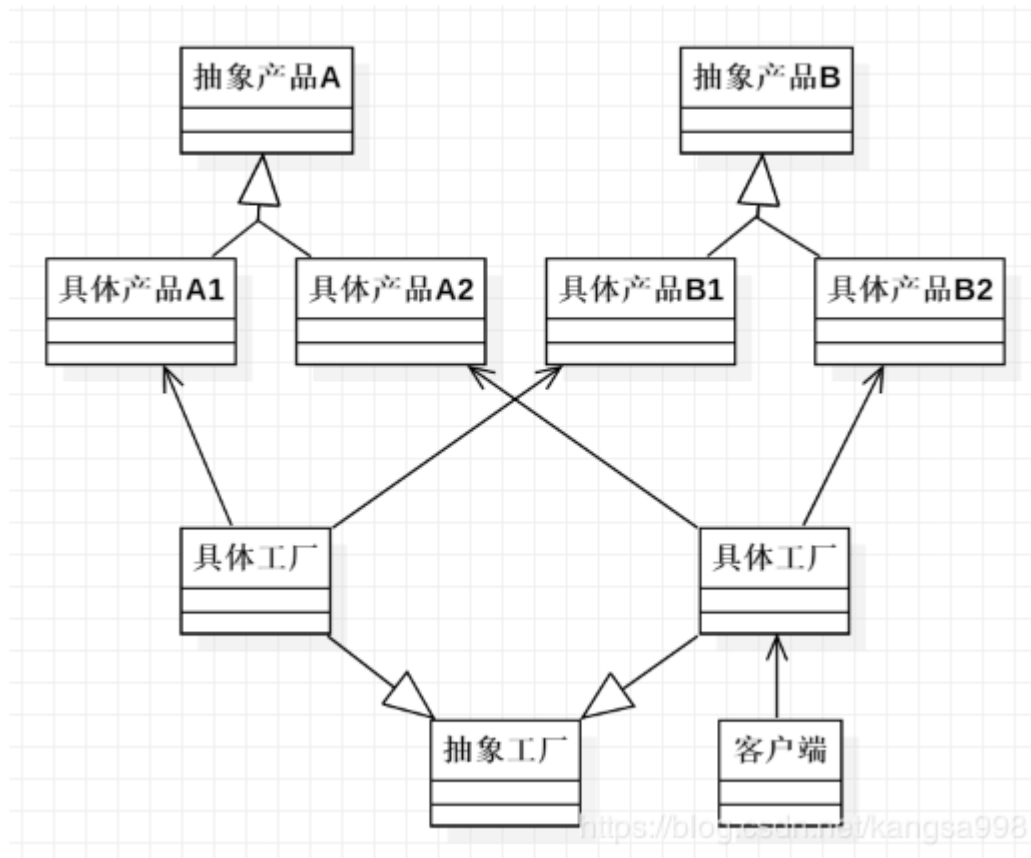 抽象产品A
抽象产品B
具体产品A1
具体产品A2
具体产品B1
具体产品B2
具体工厂
具体工厂
抽象工厂
客户端
https://blog.csdn.net/kangsa998